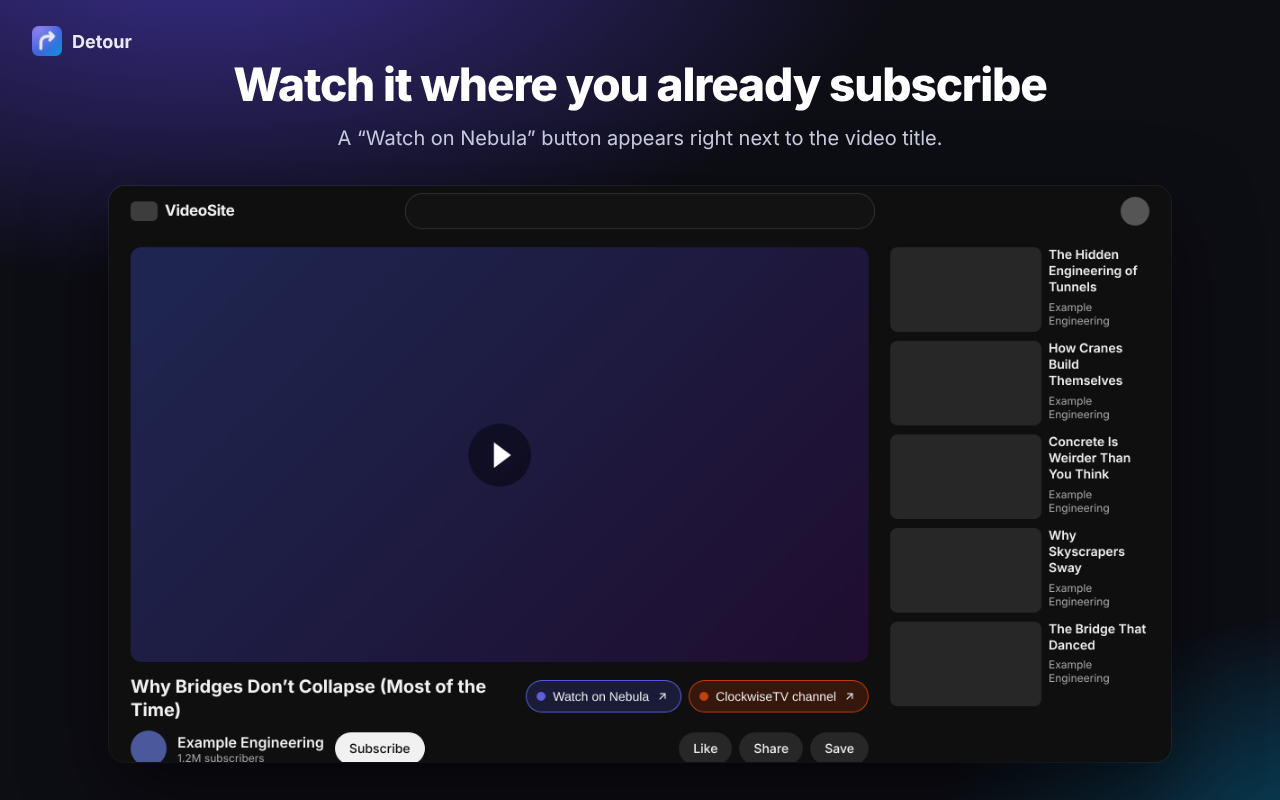 Detour
Watch it where you already subscribe
A “Watch on Nebula” button appears right next to the video title.
VideoSite
The Hidden
Engineering of
Tunnels
Example
Engineering
How Cranes
Build
Themselves
Example
Engineering
Concrete Is
Weirder Than
You Think
Example
Engineering
Why
Skyscrapers
Sway
Example
Engineering
The Bridge That
Danced
Example
Engineering
Why Bridges Don’t Collapse (Most of the
Time)
Watch on Nebula ↗
ClockwiseTV channel ↗
Example Engineering
1.2M subscribers
Subscribe
Like
Share
Save